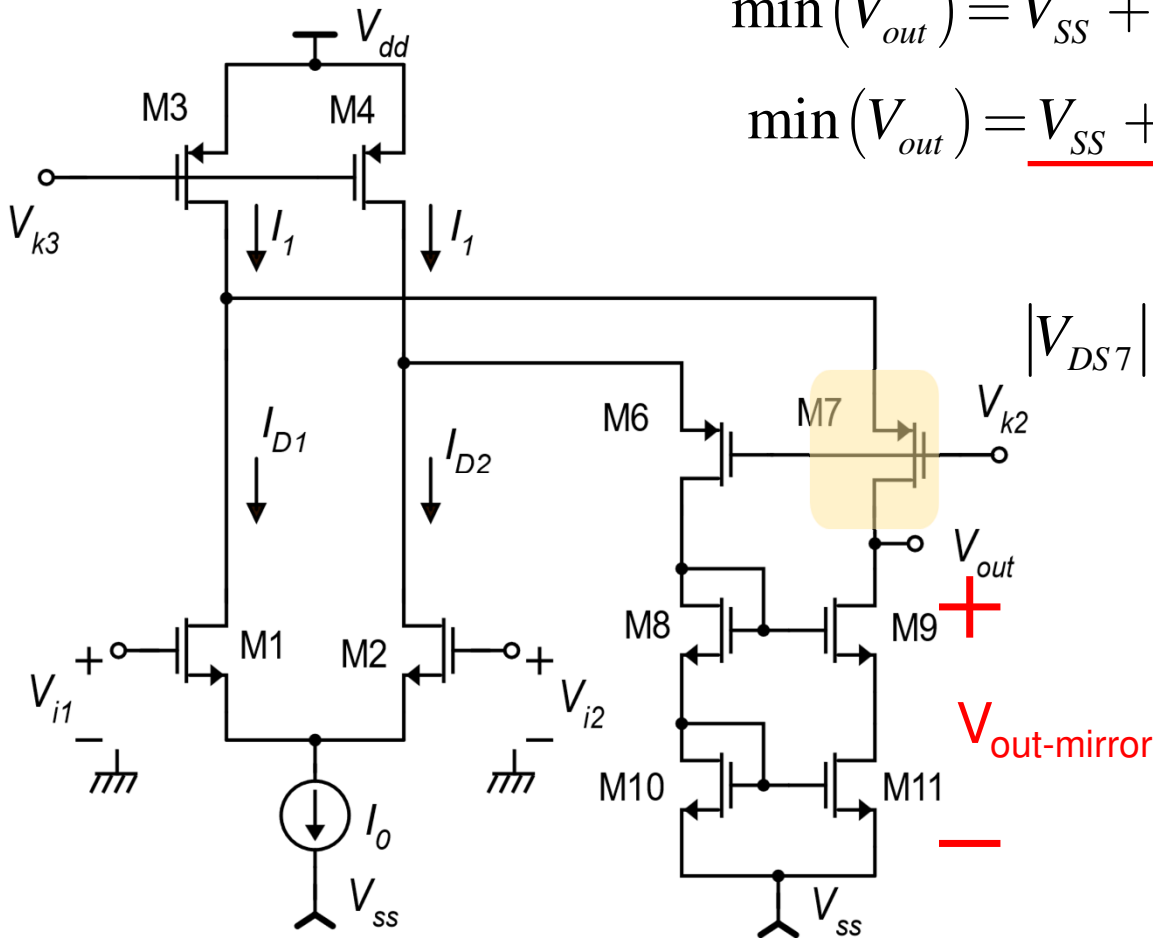 min(V_out) = V_SS +
V_dd
min(V_out) = V_SS +
M3
M4
V_k3
I_1
I_1
|V_DS7|
M6
M7
V_k2
I_D1
I_D2
V_out
+
M8
M9
M1
M2
+
V_i1
−
+
V_i2
−
V_out-mirror
M10
M11
I_0
−
V_ss
V_ss